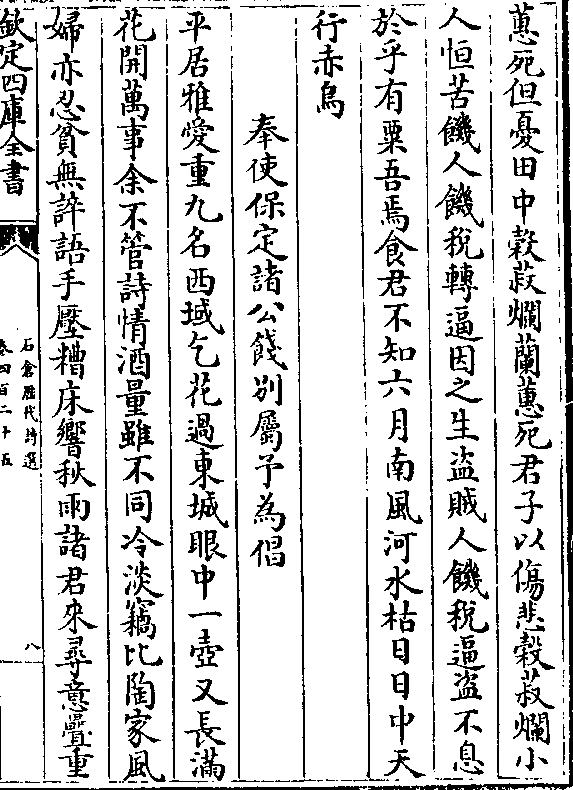 蕙死但憂田中穀菽爛蘭蕙死君子以傷悲穀菽爛小
人恒苦饑人饑税轉逼因之生盜賊人饑税逼盜不息
於乎有粟吾焉食君不知六月南風河水枯日日中天
行赤烏
奉使保定諸公餞别屬予為倡
平居雅愛重九名西域乞花過東城眼中一壺又長滿
花開萬事余不管詩情酒量雖不同冷淡竊比陶家風
婦亦忍貧無誶語手壓糟床響秋雨諸君來尋意疊重
欽定四庫全書
石倉歷代詩選
卷四百二十五
八